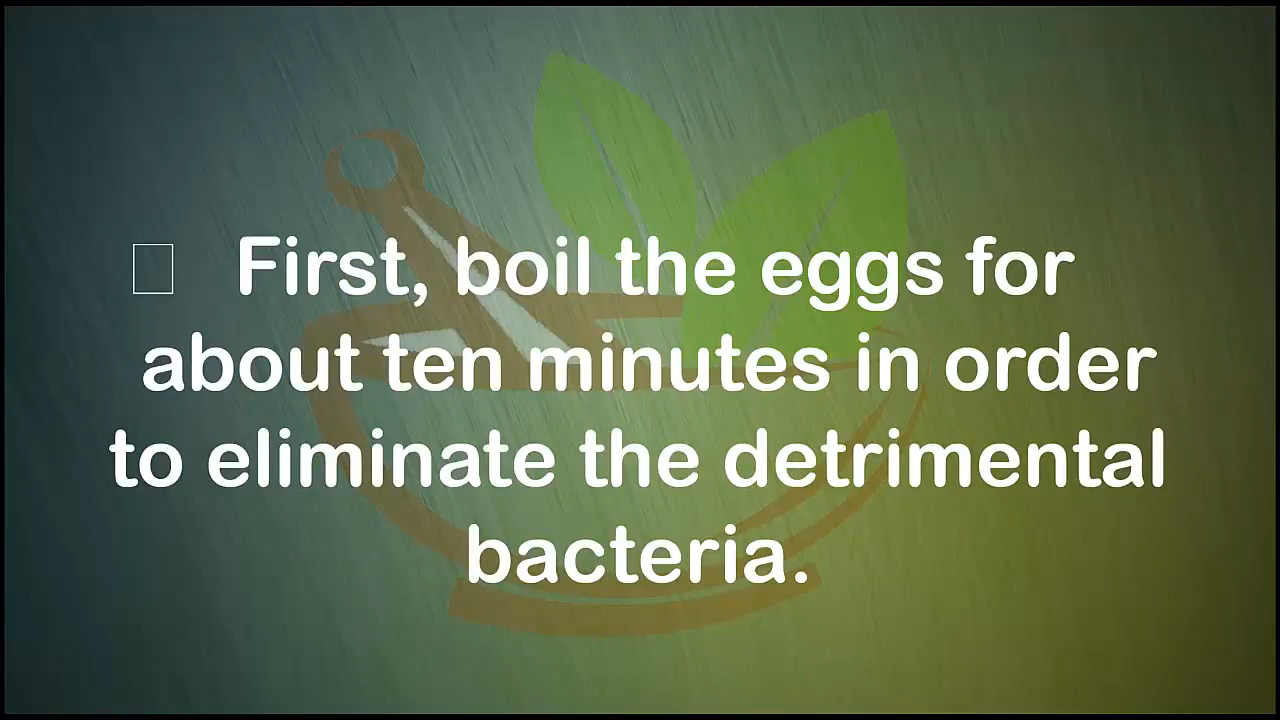 First, boil the eggs for
about ten minutes in order
to eliminate the detrimental
bacteria.